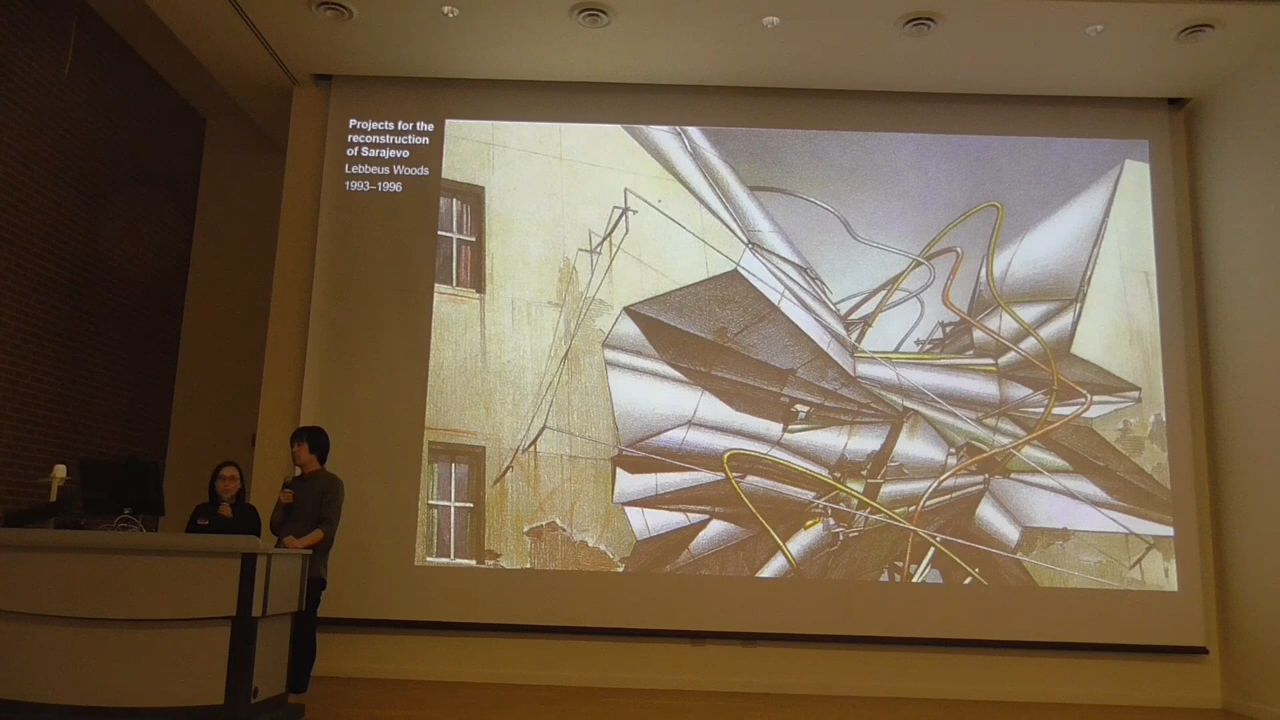 Projects for the
reconstruction
of Sarajevo
Lebbeus Woods
1993–1996